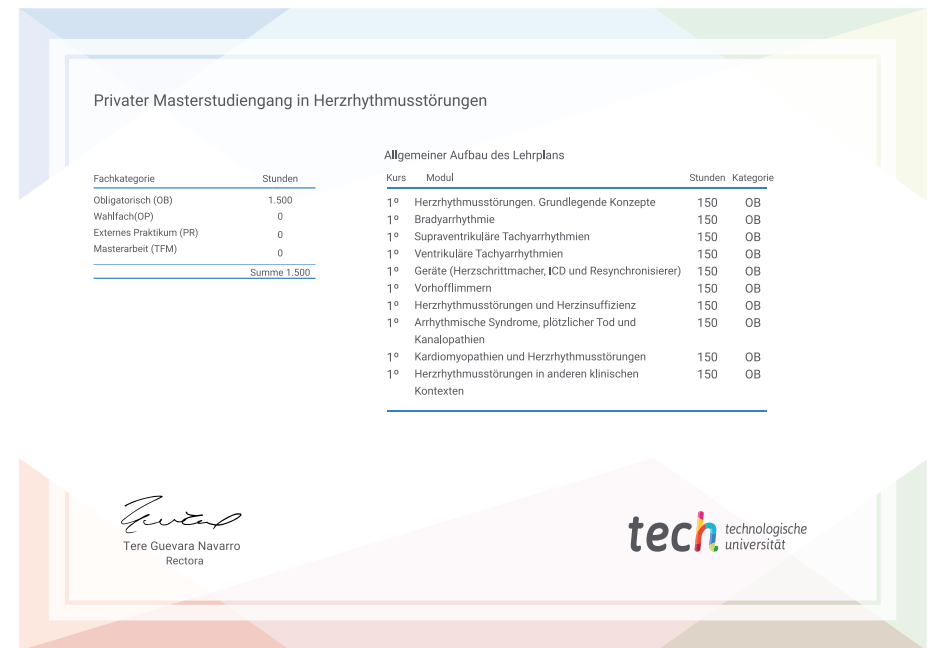 Privater Masterstudiengang in Herzrhythmusstörungen
Fachkategorie Stunden
Obligatorisch (OB) 1.500
Wahlfach(OP) 0
Externes Praktikum (PR) 0
Masterarbeit (TFM) 0
Summe 1.500
Allgemeiner Aufbau des Lehrplans
Kurs Modul Stunden Kategorie
1º Herzrhythmusstörungen. Grundlegende Konzepte 150 OB
1º Bradyarrhythmie 150 OB
1º Supraventrikuläre Tachyarrhythmien 150 OB
1º Ventrikuläre Tachyarrhythmien 150 OB
1º Geräte (Herzschrittmacher, ICD und Resynchronisierer) 150 OB
1º Vorhofflimmern 150 OB
1º Herzrhythmusstörungen und Herzinsuffizienz 150 OB
1º Arrhythmische Syndrome, plötzlicher Tod und 150 OB
Kanalopathien
1º Kardiomyopathien und Herzrhythmusstörungen 150 OB
1º Herzrhythmusstörungen in anderen klinischen 150 OB
Kontexten
Tere Guevara Navarro
Rectora
tech technologische
universität